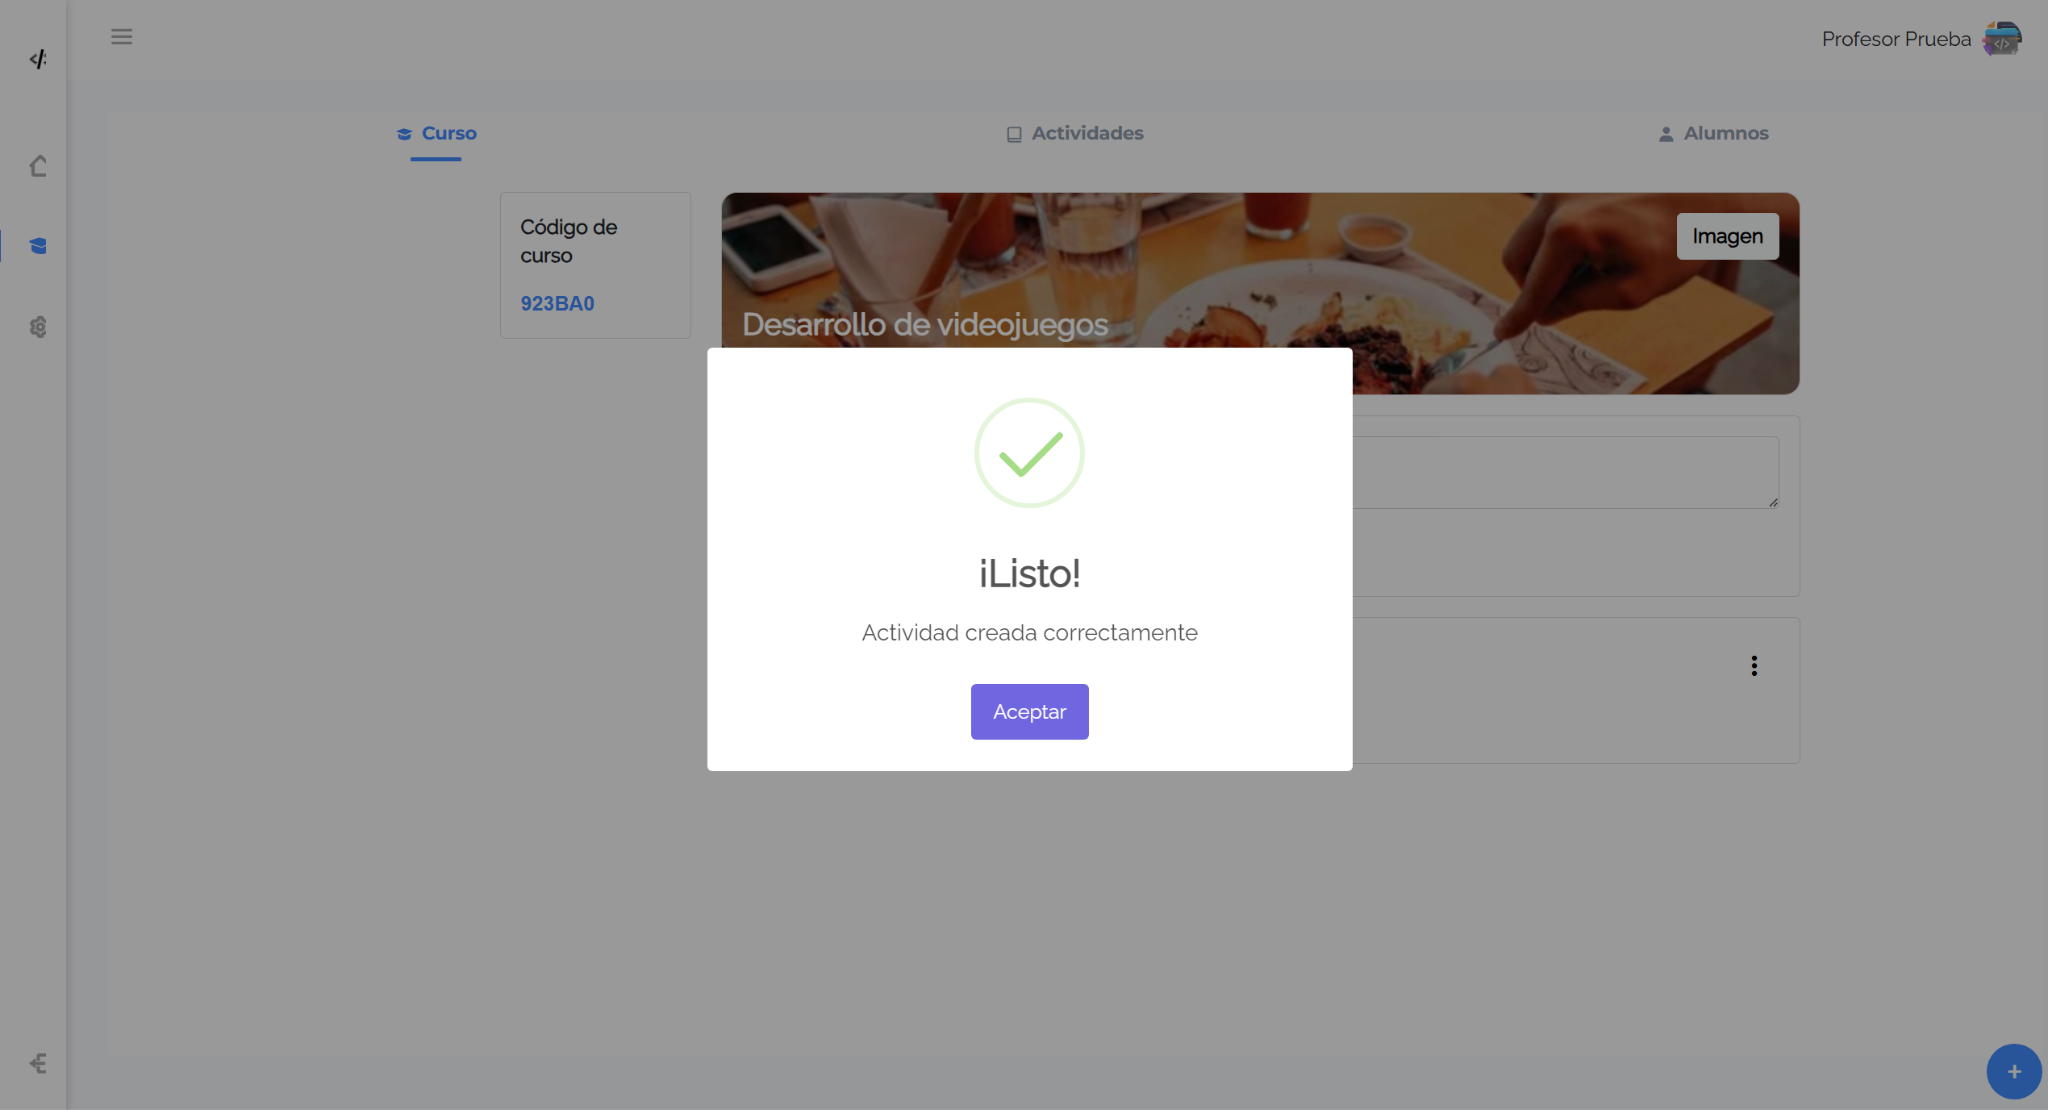 Profesor Prueba
Curso
Actividades
Alumnos
Código de
curso
923BA0
Imagen
Desarrollo de videojuegos
¡Listo!
Actividad creada correctamente
Aceptar